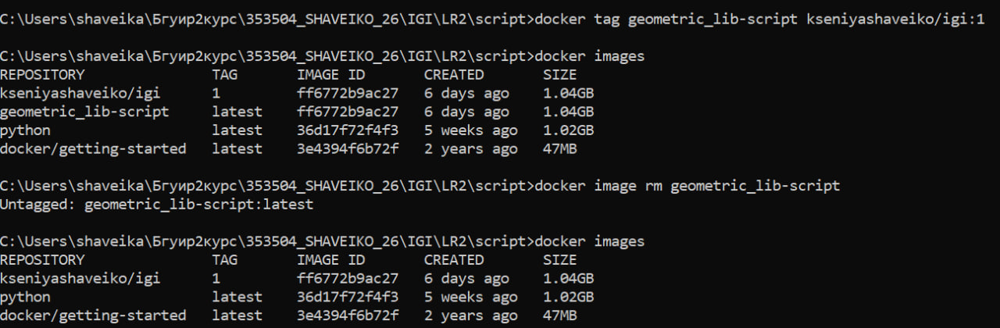 C:\Users\shaveika\Бгуир2курс\353504_SHAVEIKO_26\IGI\LR2\script>docker tag geometric_lib-script kseniyashaveiko/igi:1
C:\Users\shaveika\Бгуир2курс\353504_SHAVEIKO_26\IGI\LR2\script>docker images
REPOSITORY TAG IMAGE ID CREATED SIZE
kseniyashaveiko/igi 1 ff6772b9ac27 6 days ago 1.04GB
geometric_lib-script latest ff6772b9ac27 6 days ago 1.04GB
python latest 36d17f72f4f3 5 weeks ago 1.02GB
docker/getting-started latest 3e4394f6b72f 2 years ago 47MB
C:\Users\shaveika\Бгуир2курс\353504_SHAVEIKO_26\IGI\LR2\script>docker image rm geometric_lib-script
Untagged: geometric_lib-script:latest
C:\Users\shaveika\Бгуир2курс\353504_SHAVEIKO_26\IGI\LR2\script>docker images
REPOSITORY TAG IMAGE ID CREATED SIZE
kseniyashaveiko/igi 1 ff6772b9ac27 6 days ago 1.04GB
python latest 36d17f72f4f3 5 weeks ago 1.02GB
docker/getting-started latest 3e4394f6b72f 2 years ago 47MB